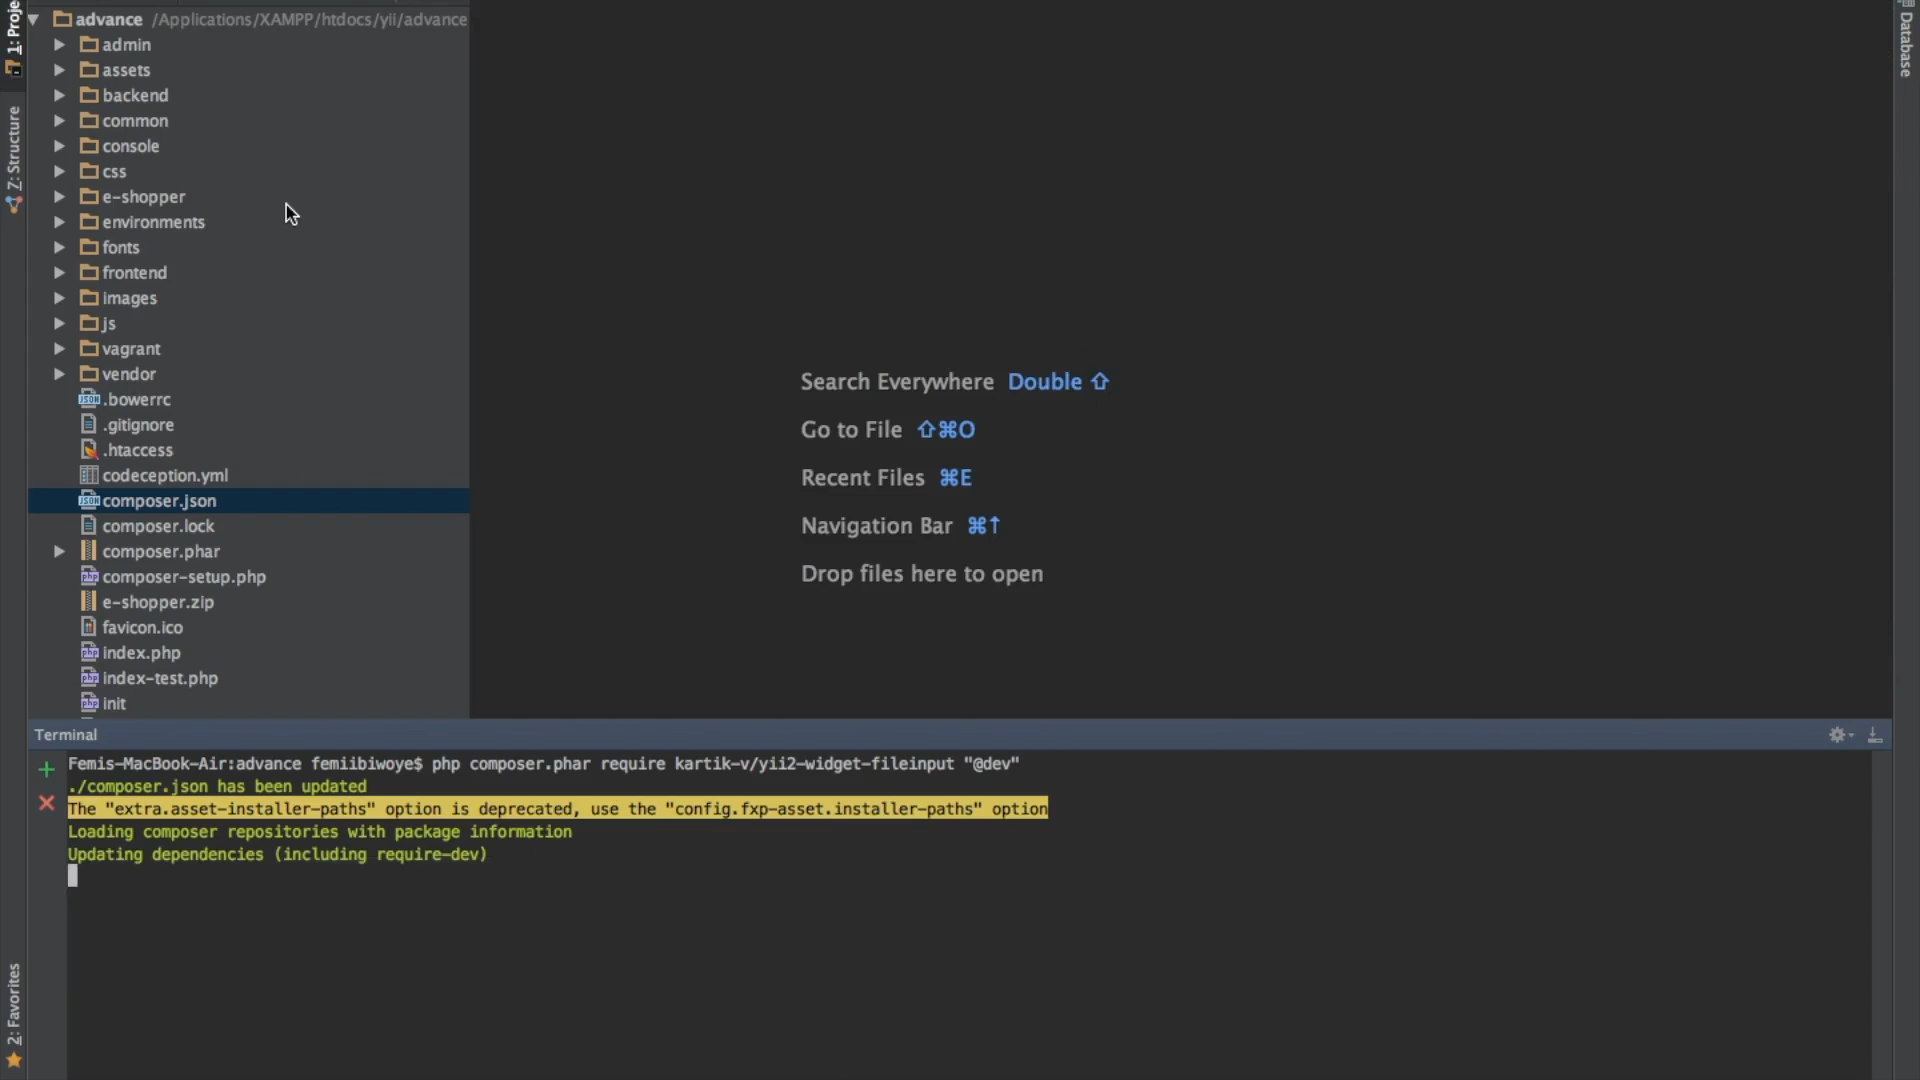 1: Proje
advance /Applications/XAMPP/htdocs/yii/advance
admin
assets
backend
common
console
css
e-shopper
environments
fonts
frontend
images
js
vagrant
vendor
.bowerrc
.gitignore
.htaccess
codeception.yml
composer.json
composer.lock
composer.phar
composer-setup.php
e-shopper.zip
favicon.ico
index.php
index-test.php
init
Z: Structure
2: Favorites
Database
Search Everywhere Double ⇧
Go to File ⇧⌘O
Recent Files ⌘E
Navigation Bar ⌘↑
Drop files here to open
Terminal
Femis-MacBook-Air:advance femiibiwoye$ php composer.phar require kartik-v/yii2-widget-fileinput "@dev"
./composer.json has been updated
The "extra.asset-installer-paths" option is deprecated, use the "config.fxp-asset.installer-paths" option
Loading composer repositories with package information
Updating dependencies (including require-dev)